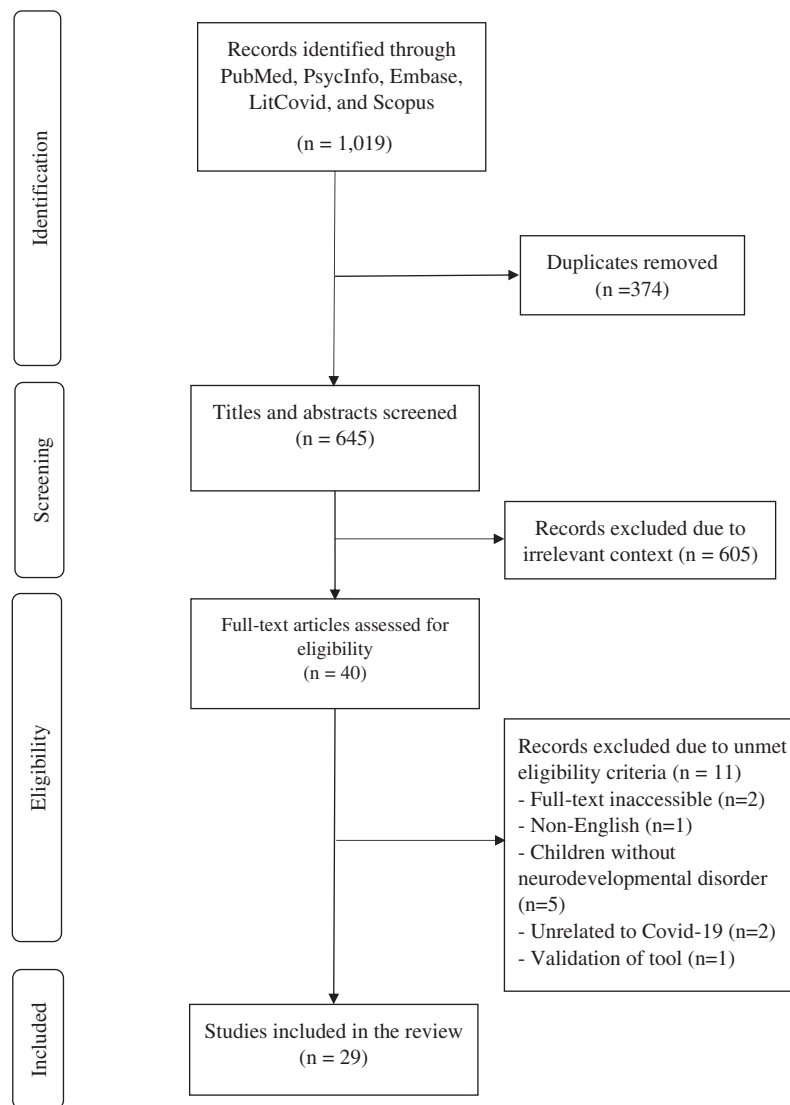 Identification
Records identified through
PubMed, PsycInfo, Embase,
LitCovid, and Scopus
(n = 1,019)
Duplicates removed
(n =374)
Screening
Titles and abstracts screened
(n = 645)
Records excluded due to
irrelevant context (n = 605)
Eligibility
Full-text articles assessed for
eligibility
(n = 40)
Records excluded due to unmet
eligibility criteria (n = 11)
- Full-text inaccessible (n=2)
- Non-English (n=1)
- Children without
neurodevelopmental disorder
(n=5)
- Unrelated to Covid-19 (n=2)
- Validation of tool (n=1)
Included
Studies included in the review
(n = 29)